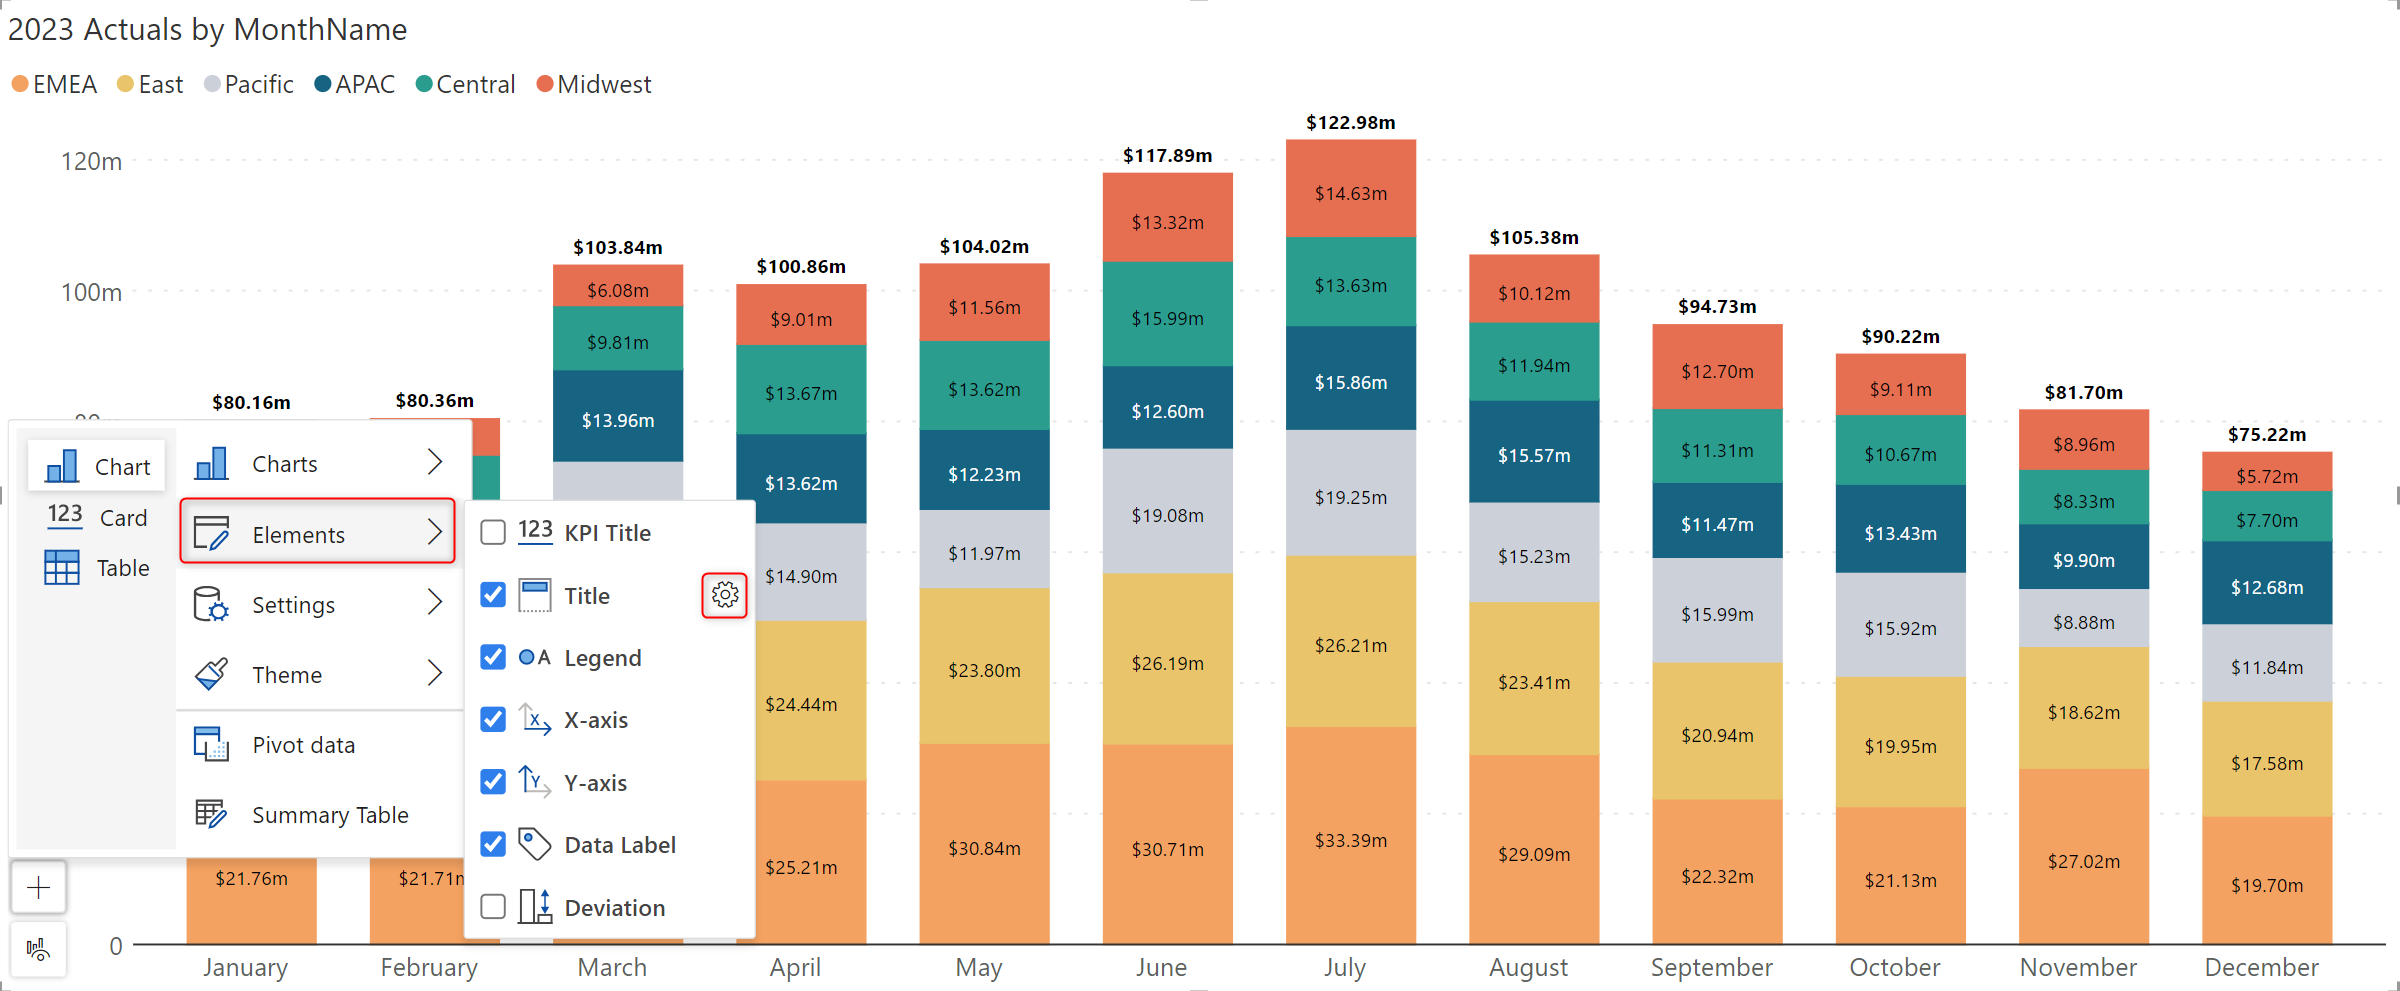 2023 Actuals by MonthName
EMEA East Pacific APAC Central Midwest
$122.98m
120m
$117.89m
$14.63m
$13.32m
$103.84m
$104.02m
$105.38m
$100.86m
100m
$6.08m
$13.63m
$10.12m
$11.56m
$94.73m
$9.01m
$15.99m
$90.22m
$9.81m
$11.94m
$12.70m
$15.86m
$9.11m
$13.67m
$13.62m
$81.70m
$80.16m
$80.36m
$12.60m
$13.96m
$75.22m
$8.96m
$11.31m
$10.67m
$15.57m
Chart
Charts
$12.23m
$5.72m
$13.62m
$19.25m
$8.33m
123 Card
$19.08m
$11.47m
$7.70m
Elements
123 KPI Title
$13.43m
$11.97m
$15.23m
$9.90m
Table
$14.90m
$12.68m
Title
Settings
$15.99m
$8.88m
$15.92m
$26.21m
Legend
A
$26.19m
$23.80m
$11.84m
Theme
$23.41m
$24.44m
$18.62m
X X-axis
$20.94m
$19.95m
Pivot data
$17.58m
Y Y-axis
Summary Table
Data Label
$33.39m
$30.84m
$30.71m
$29.09m
$27.02m
$25.21m
$21.76m
$22.32m
$21.13m
$19.70m
Deviation
0
January February March April May June July August September October November December